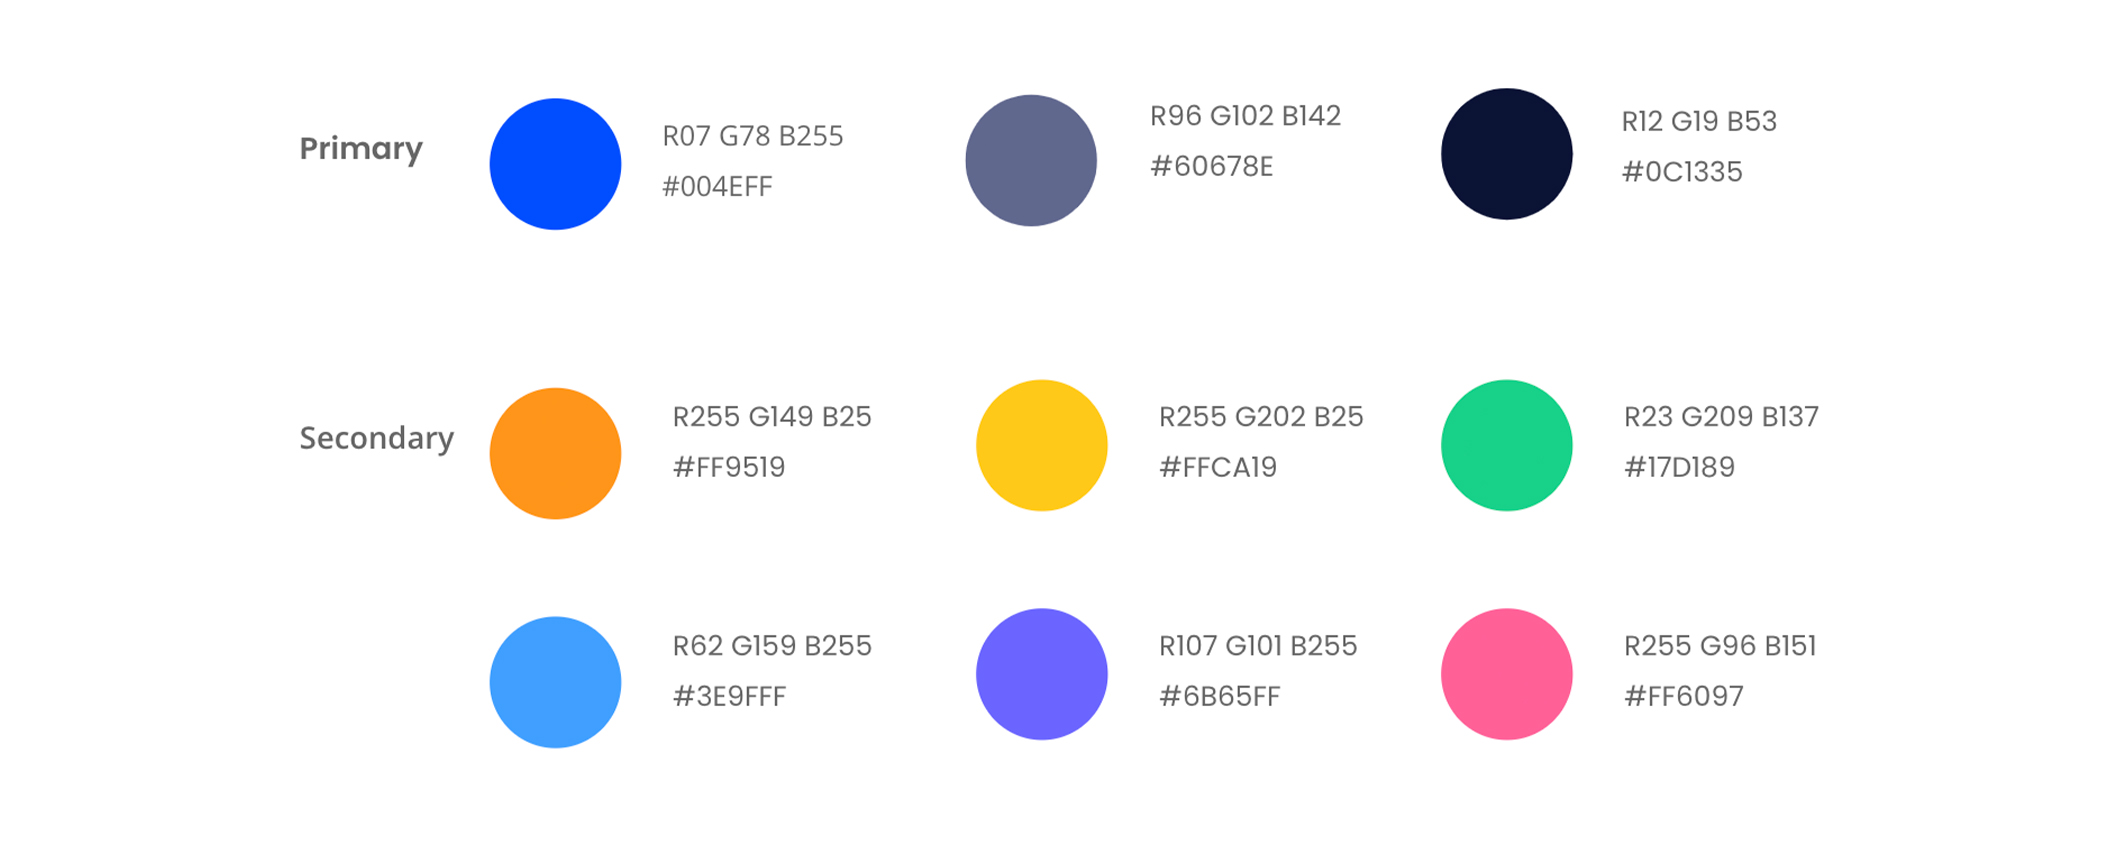 Primary
R07 G78 B255
#004EFF
R96 G102 B142
#60678E
R12 G19 B53
#0C1335
Secondary
R255 G149 B25
#FF9519
R255 G202 B25
#FFCA19
R23 G209 B137
#17D189
R62 G159 B255
#3E9FFF
R107 G101 B255
#6B65FF
R255 G96 B151
#FF6097